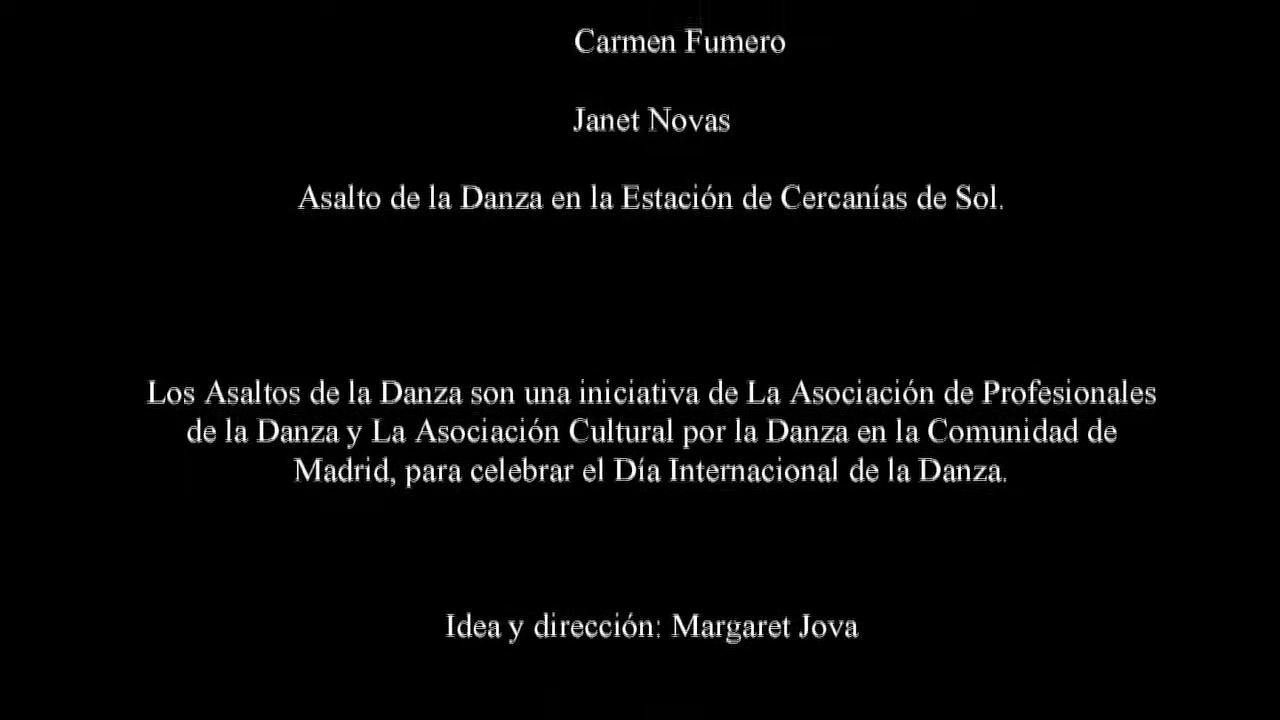 Carmen Fumero
Janet Novas
Asalto de la Danza en la Estación de Cercanías de Sol.
Los Asaltos de la Danza son una iniciativa de La Asociación de Profesionales
de la Danza y La Asociación Cultural por la Danza en la Comunidad de
Madrid, para celebrar el Día Internacional de la Danza.
Idea y dirección: Margaret Jova